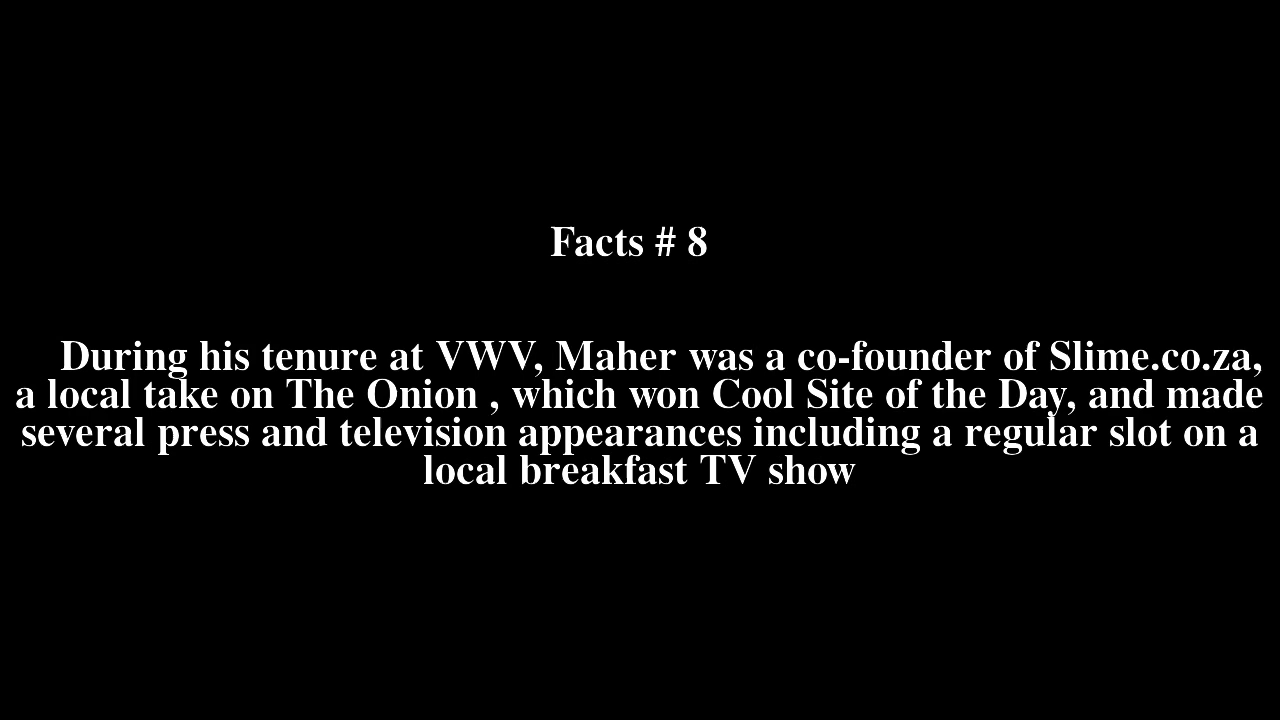 Facts # 8
During his tenure at VWV, Maher was a co-founder of Slime.co.za,
a local take on The Onion , which won Cool Site of the Day, and made
several press and television appearances including a regular slot on a
local breakfast TV show